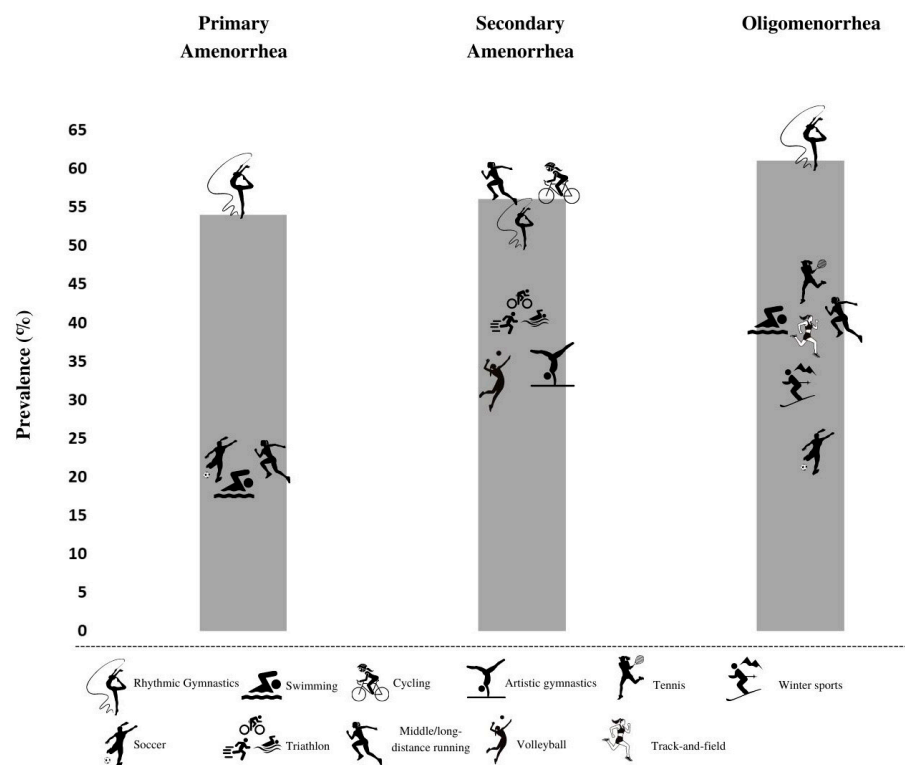 Primary
Amenorrhea
Secondary
Amenorrhea
Oligomenorrhea
Prevalence (%)
65
60
55
50
45
40
35
30
25
20
15
10
5
0
Rhythmic Gymnastics
Swimming
Cycling
Artistic gymnastics
Tennis
Winter sports
Soccer
Triathlon
Middle/long-
distance running
Volleyball
Track-and-field